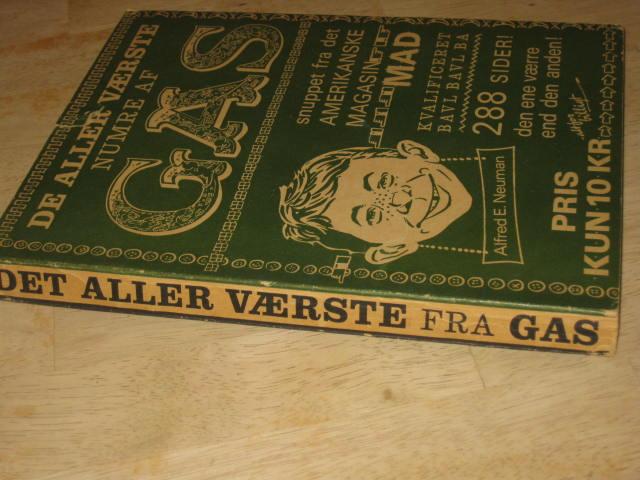 DE ALLER VÆRSTE
NUMRE AF
GAS
snuppet fra det
AMERIKANSKE
MAGASIN
MAD
KVALIFICERET
BAVL BAVL BA
288 SIDER!
den ene værre
end den anden!
PRIS
KUN 10 KR
Alfred E. Neuman
DET ALLER VÆRSTE FRA GAS